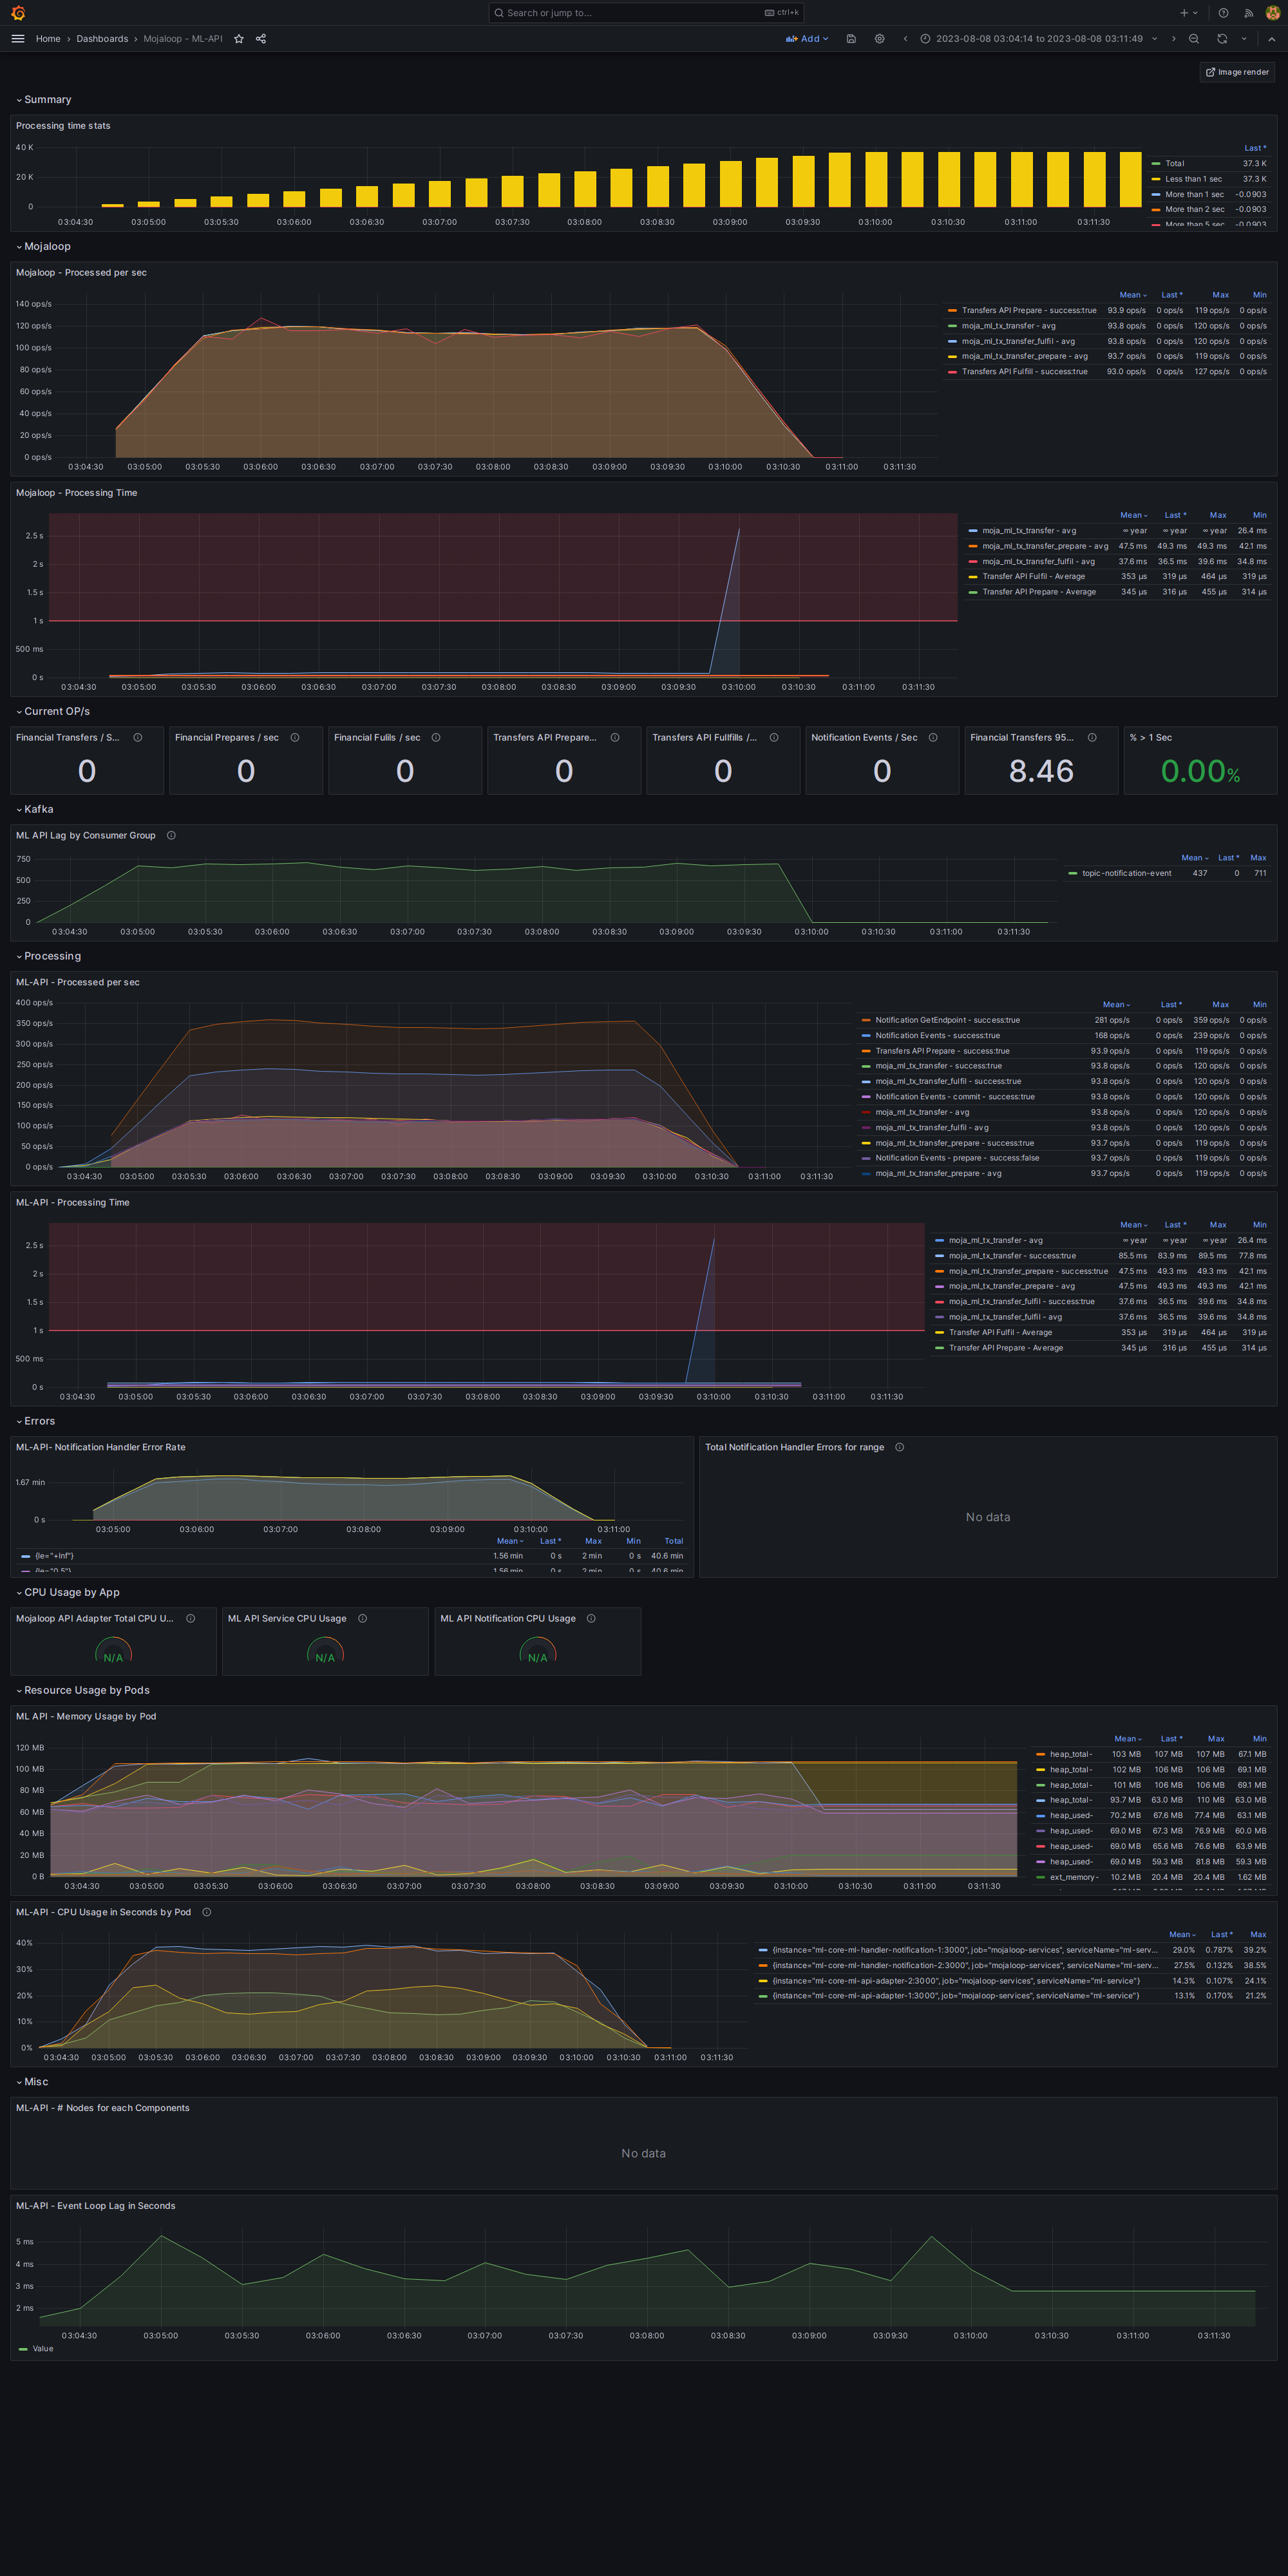 Search or jump to...
ctrl+k
Home › Dashboards › Mojaloop - ML-API
Add
2023-08-08 03:04:14 to 2023-08-08 03:11:49
Image render
Summary
Processing time stats
40 K
20 K
0
03:04:30 03:05:00 03:05:30 03:06:00 03:06:30 03:07:00 03:07:30 03:08:00 03:08:30 03:09:00 03:09:30 03:10:00 03:10:30 03:11:00 03:11:30
Last *
Total 37.3 K
Less than 1 sec 37.3 K
More than 1 sec -0.0903
More than 2 sec -0.0903
More than 5 sec -0.0903
Mojaloop
Mojaloop - Processed per sec
140 ops/s
120 ops/s
100 ops/s
80 ops/s
60 ops/s
40 ops/s
20 ops/s
0 ops/s
03:04:30 03:05:00 03:05:30 03:06:00 03:06:30 03:07:00 03:07:30 03:08:00 03:08:30 03:09:00 03:09:30 03:10:00 03:10:30 03:11:00 03:11:30
Mean Last * Max Min
Transfers API Prepare - success:true 93.9 ops/s 0 ops/s 119 ops/s 0 ops/s
moja_ml_tx_transfer - avg 93.8 ops/s 0 ops/s 120 ops/s 0 ops/s
moja_ml_tx_transfer_fulfil - avg 93.8 ops/s 0 ops/s 120 ops/s 0 ops/s
moja_ml_tx_transfer_prepare - avg 93.7 ops/s 0 ops/s 119 ops/s 0 ops/s
Transfers API Fulfill - success:true 93.0 ops/s 0 ops/s 127 ops/s 0 ops/s
Mojaloop - Processing Time
2.5 s
2 s
1.5 s
1 s
500 ms
0 s
03:04:30 03:05:00 03:05:30 03:06:00 03:06:30 03:07:00 03:07:30 03:08:00 03:08:30 03:09:00 03:09:30 03:10:00 03:10:30 03:11:00 03:11:30
Mean Last * Max Min
moja_ml_tx_transfer - avg ∞ year ∞ year ∞ year 26.4 ms
moja_ml_tx_transfer_prepare - avg 47.5 ms 49.3 ms 49.3 ms 42.1 ms
moja_ml_tx_transfer_fulfil - avg 37.6 ms 36.5 ms 39.6 ms 34.8 ms
Transfer API Fulfil - Average 353 µs 319 µs 464 µs 319 µs
Transfer API Prepare - Average 345 µs 316 µs 455 µs 314 µs
Current OP/s
Financial Transfers / S...
0
Financial Prepares / sec
0
Financial Fulils / sec
0
Transfers API Prepare...
0
Transfers API Fullfills /...
0
Notification Events / Sec
0
Financial Transfers 95...
8.46
% > 1 Sec
0.00%
Kafka
ML API Lag by Consumer Group
750
500
250
0
03:04:30 03:05:00 03:05:30 03:06:00 03:06:30 03:07:00 03:07:30 03:08:00 03:08:30 03:09:00 03:09:30 03:10:00 03:10:30 03:11:00 03:11:30
Mean Last * Max
topic-notification-event 437 0 711
Processing
ML-API - Processed per sec
400 ops/s
350 ops/s
300 ops/s
250 ops/s
200 ops/s
150 ops/s
100 ops/s
50 ops/s
0 ops/s
03:04:30 03:05:00 03:05:30 03:06:00 03:06:30 03:07:00 03:07:30 03:08:00 03:08:30 03:09:00 03:09:30 03:10:00 03:10:30 03:11:00 03:11:30
Mean Last * Max Min
Notification GetEndpoint - success:true 281 ops/s 0 ops/s 359 ops/s 0 ops/s
Notification Events - success:true 168 ops/s 0 ops/s 239 ops/s 0 ops/s
Transfers API Prepare - success:true 93.9 ops/s 0 ops/s 119 ops/s 0 ops/s
moja_ml_tx_transfer - success:true 93.8 ops/s 0 ops/s 120 ops/s 0 ops/s
moja_ml_tx_transfer_fulfil - success:true 93.8 ops/s 0 ops/s 120 ops/s 0 ops/s
Notification Events - commit - success:true 93.8 ops/s 0 ops/s 120 ops/s 0 ops/s
moja_ml_tx_transfer - avg 93.8 ops/s 0 ops/s 120 ops/s 0 ops/s
moja_ml_tx_transfer_fulfil - avg 93.8 ops/s 0 ops/s 120 ops/s 0 ops/s
moja_ml_tx_transfer_prepare - success:true 93.7 ops/s 0 ops/s 119 ops/s 0 ops/s
Notification Events - prepare - success:false 93.7 ops/s 0 ops/s 119 ops/s 0 ops/s
moja_ml_tx_transfer_prepare - avg 93.7 ops/s 0 ops/s 119 ops/s 0 ops/s
ML-API - Processing Time
2.5 s
2 s
1.5 s
1 s
500 ms
0 s
03:04:30 03:05:00 03:05:30 03:06:00 03:06:30 03:07:00 03:07:30 03:08:00 03:08:30 03:09:00 03:09:30 03:10:00 03:10:30 03:11:00 03:11:30
Mean Last * Max Min
moja_ml_tx_transfer - avg ∞ year ∞ year ∞ year 26.4 ms
moja_ml_tx_transfer - success:true 85.5 ms 83.9 ms 89.5 ms 77.8 ms
moja_ml_tx_transfer_prepare - success:true 47.5 ms 49.3 ms 49.3 ms 42.1 ms
moja_ml_tx_transfer_prepare - avg 47.5 ms 49.3 ms 49.3 ms 42.1 ms
moja_ml_tx_transfer_fulfil - success:true 37.6 ms 36.5 ms 39.6 ms 34.8 ms
moja_ml_tx_transfer_fulfil - avg 37.6 ms 36.5 ms 39.6 ms 34.8 ms
Transfer API Fulfil - Average 353 µs 319 µs 464 µs 319 µs
Transfer API Prepare - Average 345 µs 316 µs 455 µs 314 µs
Errors
ML-API- Notification Handler Error Rate
1.67 min
0 s
03:05:00 03:06:00 03:07:00 03:08:00 03:09:00 03:10:00 03:11:00
Mean Last * Max Min Total
{le="+Inf"} 1.56 min 0 s 2 min 0 s 40.6 min
{le="0.5"} 1.56 min 0 s 2 min 0 s 40.6 min
Total Notification Handler Errors for range
No data
CPU Usage by App
Mojaloop API Adapter Total CPU U...
N/A
ML API Service CPU Usage
N/A
ML API Notification CPU Usage
N/A
Resource Usage by Pods
ML API - Memory Usage by Pod
120 MB
100 MB
80 MB
60 MB
40 MB
20 MB
0 B
03:04:30 03:05:00 03:05:30 03:06:00 03:06:30 03:07:00 03:07:30 03:08:00 03:08:30 03:09:00 03:09:30 03:10:00 03:10:30 03:11:00 03:11:30
Mean Last * Max Min
heap_total- 103 MB 107 MB 107 MB 67.1 MB
heap_total- 102 MB 106 MB 106 MB 69.1 MB
heap_total- 101 MB 106 MB 106 MB 69.1 MB
heap_total- 93.7 MB 63.0 MB 110 MB 63.0 MB
heap_used- 70.2 MB 67.6 MB 77.4 MB 63.1 MB
heap_used- 69.0 MB 67.3 MB 76.9 MB 60.0 MB
heap_used- 69.0 MB 65.6 MB 76.6 MB 63.9 MB
heap_used- 69.0 MB 59.3 MB 81.8 MB 59.3 MB
ext_memory- 10.2 MB 20.4 MB 20.4 MB 1.62 MB
ML-API - CPU Usage in Seconds by Pod
40%
30%
20%
10%
0%
03:04:30 03:05:00 03:05:30 03:06:00 03:06:30 03:07:00 03:07:30 03:08:00 03:08:30 03:09:00 03:09:30 03:10:00 03:10:30 03:11:00 03:11:30
Mean Last * Max
{instance="ml-core-ml-handler-notification-1:3000", job="mojaloop-services", serviceName="ml-serv... 29.0% 0.787% 39.2%
{instance="ml-core-ml-handler-notification-2:3000", job="mojaloop-services", serviceName="ml-serv... 27.5% 0.132% 38.5%
{instance="ml-core-ml-api-adapter-2:3000", job="mojaloop-services", serviceName="ml-service"} 14.3% 0.107% 24.1%
{instance="ml-core-ml-api-adapter-1:3000", job="mojaloop-services", serviceName="ml-service"} 13.1% 0.170% 21.2%
Misc
ML-API - # Nodes for each Components
No data
ML-API - Event Loop Lag in Seconds
5 ms
4 ms
3 ms
2 ms
03:04:30 03:05:00 03:05:30 03:06:00 03:06:30 03:07:00 03:07:30 03:08:00 03:08:30 03:09:00 03:09:30 03:10:00 03:10:30 03:11:00 03:11:30
Value